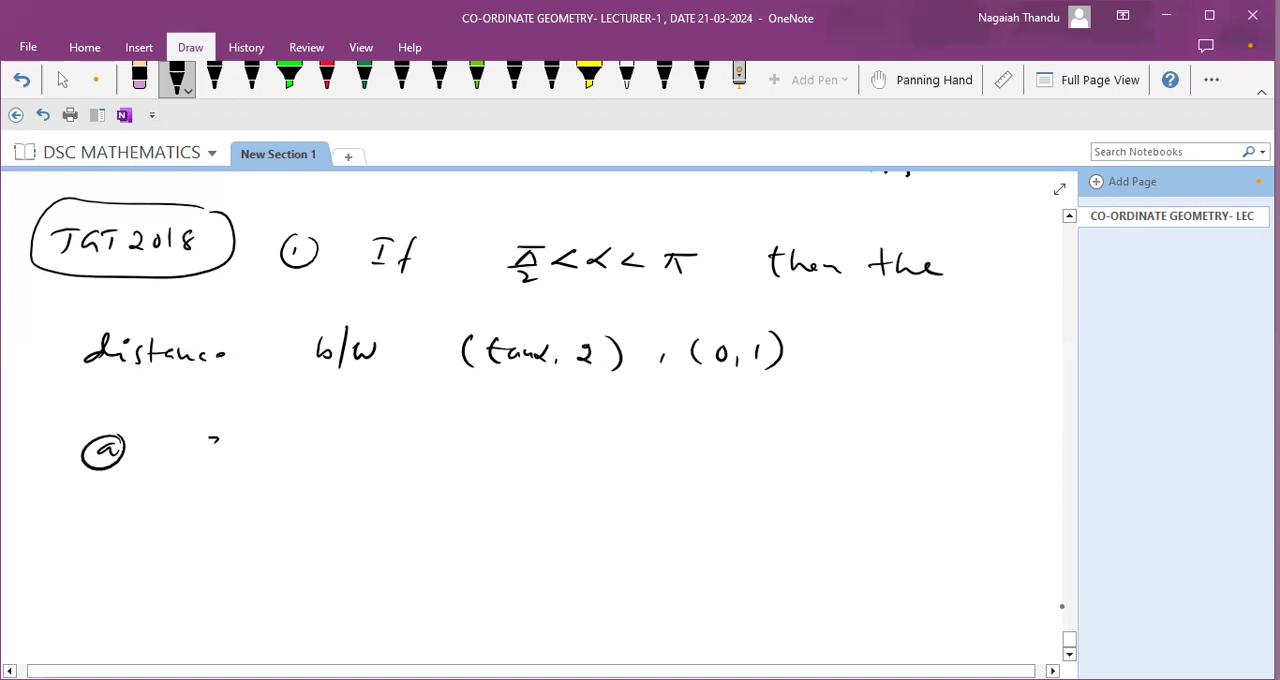 CO-ORDINATE GEOMETRY- LECTURER-1 , DATE 21-03-2024 - OneNote
Nagaiah Thandu
File Home Insert Draw History Review View Help
Add Pen Panning Hand Full Page View
DSC MATHEMATICS New Section 1 +
Search Notebooks
Add Page
CO-ORDINATE GEOMETRY- LEC
TGT 2018 ① If π/2 < α < π then the
distance b/w (tanα, 2) , (0, 1)
ⓐ